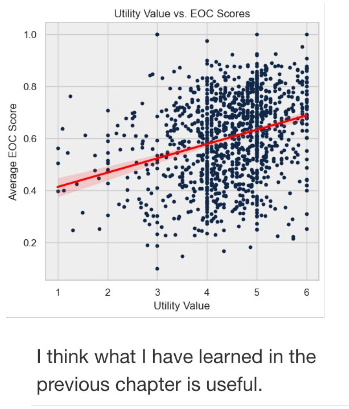 Utility Value vs. EOC Scores
1.0
0.8
0.6
0.4
0.2
Average EOC Score
1 2 3 4 5 6
Utility Value
I think what I have learned in the
previous chapter is useful.